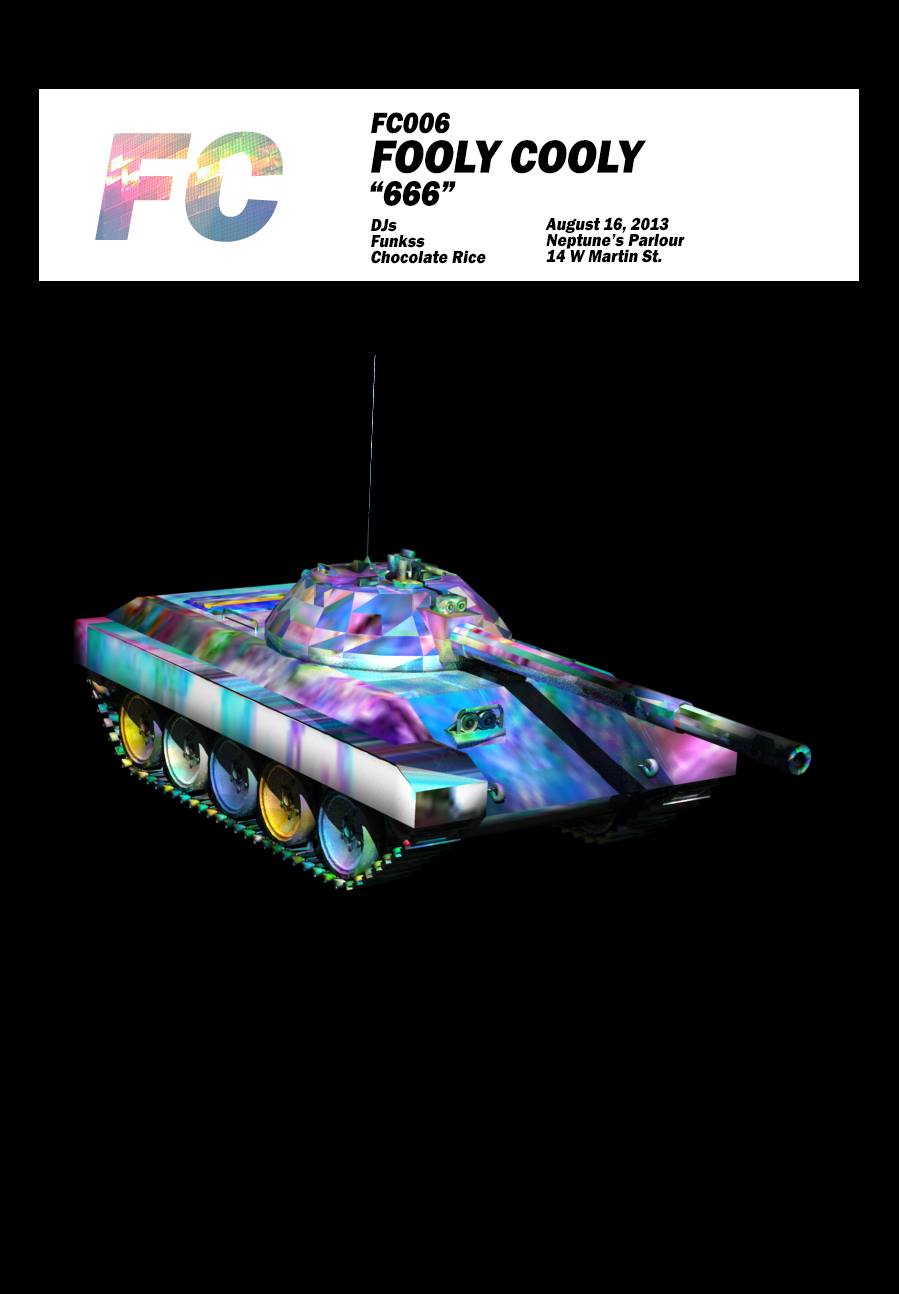 FC
FC006
FOOLY COOLY
“666”
DJs
Funkss
Chocolate Rice
August 16, 2013
Neptune’s Parlour
14 W Martin St.